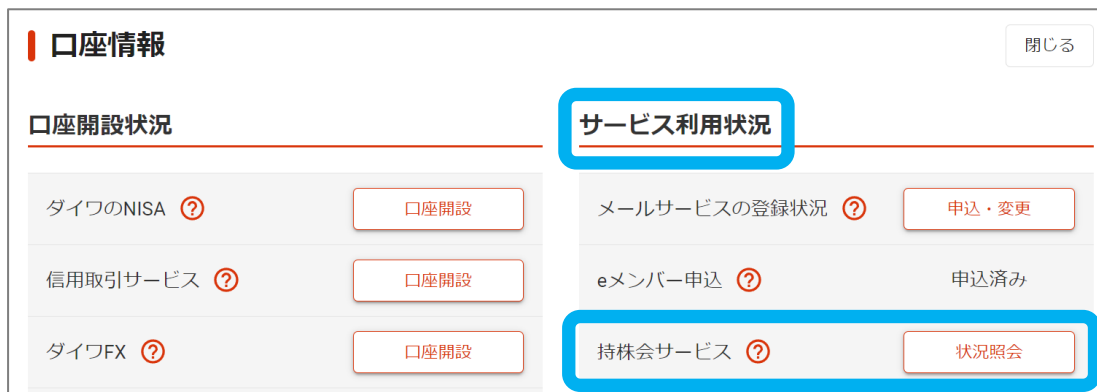 口座情報
閉じる
口座開設状況
ダイワのNISA ?
口座開設
信用取引サービス ?
口座開設
ダイワFX ?
口座開設
サービス利用状況
メールサービスの登録状況 ?
申込・変更
eメンバー申込 ?
申込済み
持株会サービス ?
状況照会